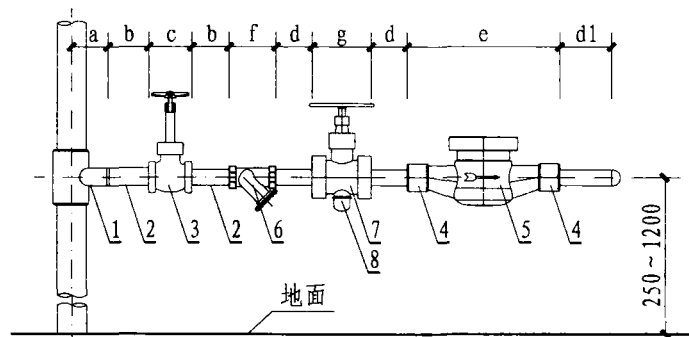 a b c b f d g d e d1
1 2 3 2 6 7 8 4 5 4
250~1200
地面